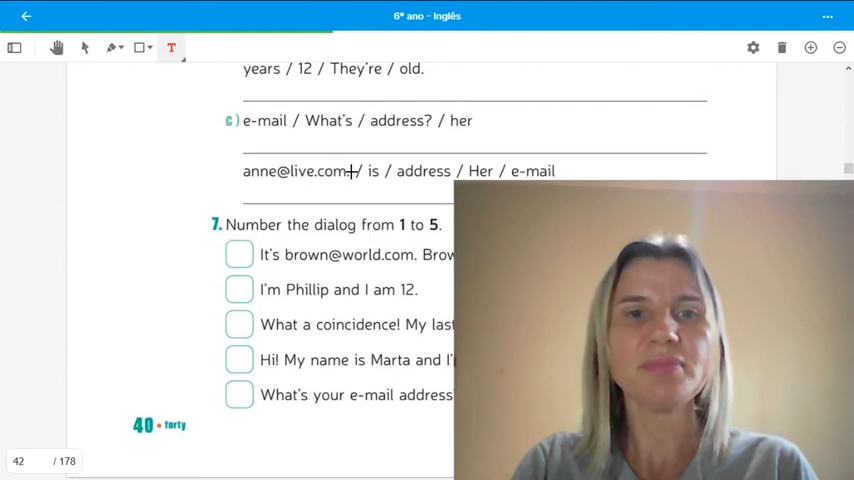 6º ano - Inglês
T
years / 12 / They're / old.
c) e-mail / What's / address? / her
anne@live.com / is / address / Her / e-mail
7. Number the dialog from 1 to 5.
It's brown@world.com.
I'm Phillip and I am 12.
What a coincidence! My last
Hi! My name is Marta and
What's your e-mail address?
40 • forty
42 / 178